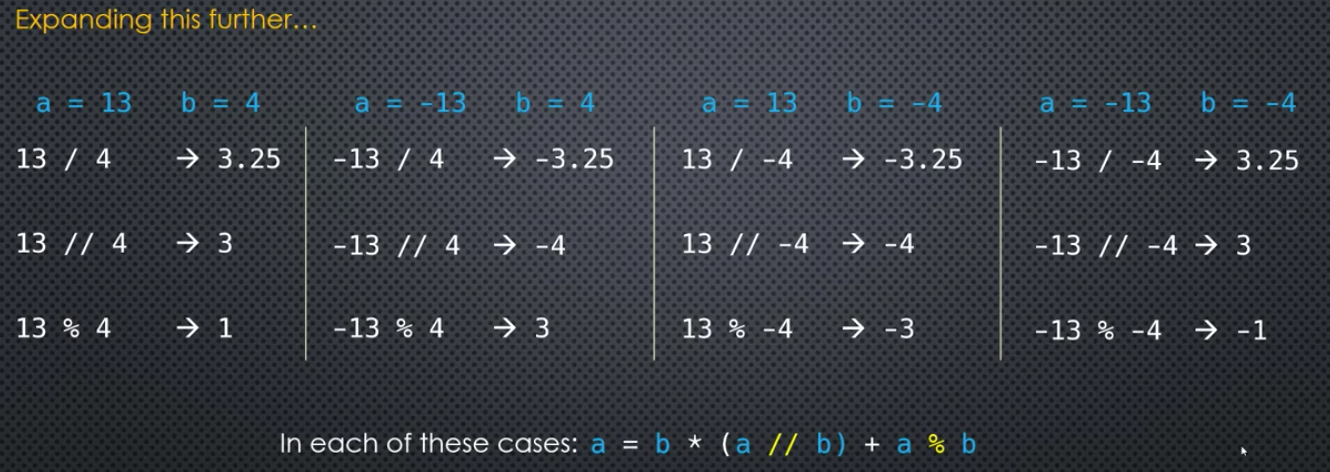 Expanding this further...
a = 13 b = 4 a = -13 b = 4 a = 13 b = -4 a = -13 b = -4
13 / 4 → 3.25 -13 / 4 → -3.25 13 / -4 → -3.25 -13 / -4 → 3.25
13 // 4 → 3 -13 // 4 → -4 13 // -4 → -4 -13 // -4 → 3
13 % 4 → 1 -13 % 4 → 3 13 % -4 → -3 -13 % -4 → -1
In each of these cases: a = b * (a // b) + a % b